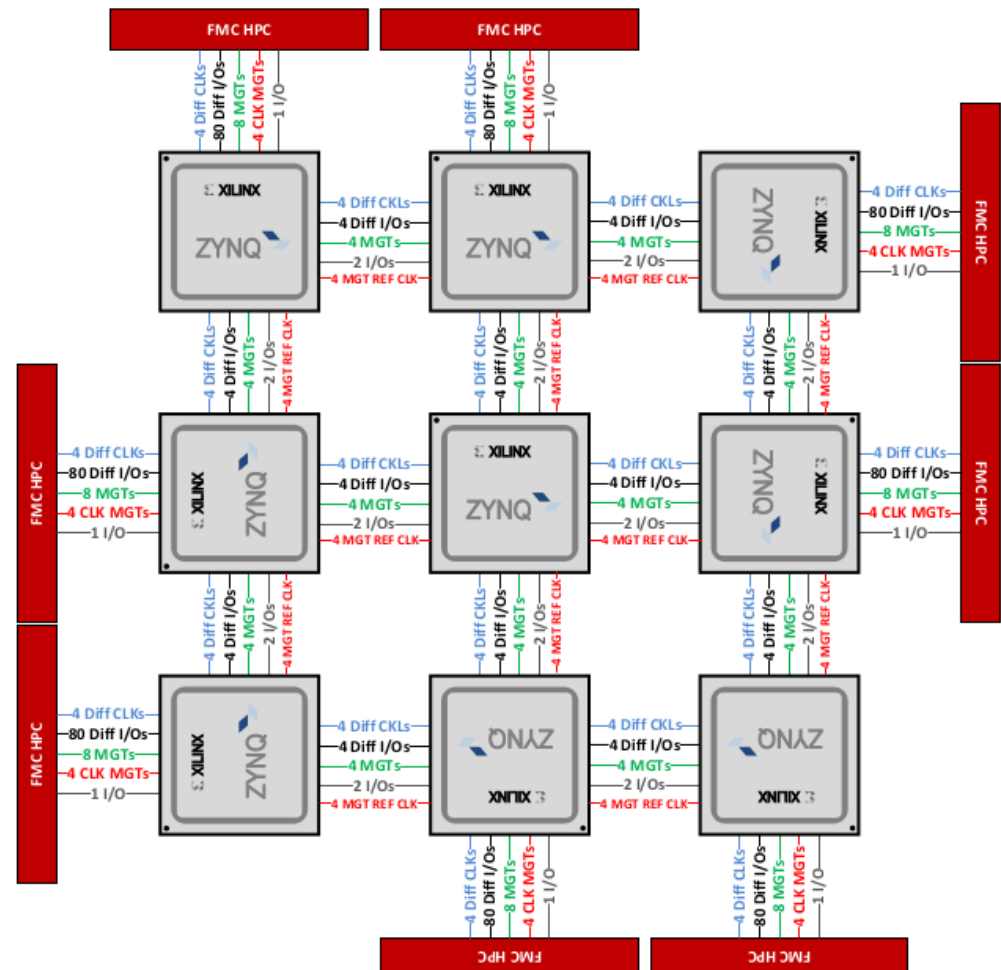 FMC HPC
FMC HPC
4 Diff CLKs
80 Diff I/Os
8 MGTs
4 CLK MGTs
1 I/O
4 Diff CLKs
80 Diff I/Os
8 MGTs
4 CLK MGTs
1 I/O
XILINX
ZYNQ
4 Diff CKLs
4 Diff I/Os
4 MGTs
2 I/Os
4 MGT REF CLK
XILINX
ZYNQ
4 Diff CKLs
4 Diff I/Os
4 MGTs
2 I/Os
4 MGT REF CLK
ZYNQ
XILINX
4 Diff CLKs
80 Diff I/Os
8 MGTs
4 CLK MGTs
1 I/O
FMC HPC
4 Diff CKLs
4 Diff I/Os
4 MGTs
2 I/Os
4 MGT REF CLK
4 Diff CKLs
4 Diff I/Os
4 MGTs
2 I/Os
4 MGT REF CLK
4 Diff CKLs
4 Diff I/Os
4 MGTs
2 I/Os
4 MGT REF CLK
FMC HPC
4 Diff CLKs
80 Diff I/Os
8 MGTs
4 CLK MGTs
1 I/O
XILINX
ZYNQ
4 Diff CKLs
4 Diff I/Os
4 MGTs
2 I/Os
4 MGT REF CLK
XILINX
ZYNQ
4 Diff CKLs
4 Diff I/Os
4 MGTs
2 I/Os
4 MGT REF CLK
ZYNQ
XILINX
4 Diff CLKs
80 Diff I/Os
8 MGTs
4 CLK MGTs
1 I/O
FMC HPC
4 Diff CKLs
4 Diff I/Os
4 MGTs
2 I/Os
4 MGT REF CLK
4 Diff CKLs
4 Diff I/Os
4 MGTs
2 I/Os
4 MGT REF CLK
4 Diff CKLs
4 Diff I/Os
4 MGTs
2 I/Os
4 MGT REF CLK
FMC HPC
4 Diff CLKs
80 Diff I/Os
8 MGTs
4 CLK MGTs
1 I/O
XILINX
ZYNQ
4 Diff CKLs
4 Diff I/Os
4 MGTs
2 I/Os
4 MGT REF CLK
ZYNQ
XILINX
4 Diff CKLs
4 Diff I/Os
4 MGTs
2 I/Os
4 MGT REF CLK
ZYNQ
XILINX
4 Diff CLKs
80 Diff I/Os
8 MGTs
4 CLK MGTs
1 I/O
4 Diff CLKs
80 Diff I/Os
8 MGTs
4 CLK MGTs
1 I/O
FMC HPC
FMC HPC